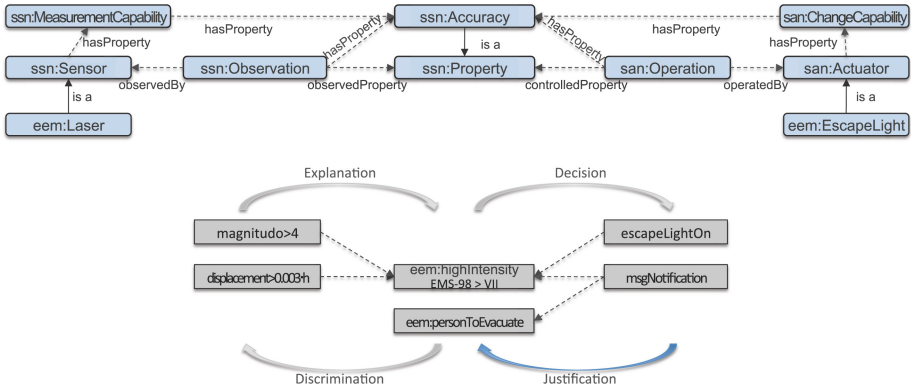 ssn:MeasurementCapability
hasProperty
ssn:Accuracy
hasProperty
san:ChangeCapability
hasProperty
hasProperty
hasProperty
hasProperty
ssn:Sensor
observedBy
ssn:Observation
observedProperty
ssn:Property
is a
controlledProperty
san:Operation
operatedBy
san:Actuator
is a
is a
eem:Laser
eem:EscapeLight
Explanation
Decision
magnitudo>4
escapeLightOn
displacement>0.003·h
eem:highIntensity
EMS-98 > VII
msgNotification
eem:personToEvacuate
Discrimination
Justification